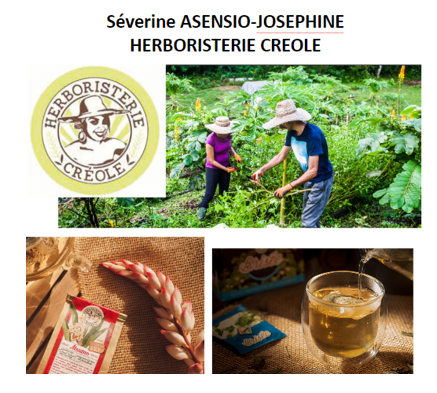 Séverine ASENSIO-JOSEPHINE
HERBORISTERIE CREOLE
HERBORISTERIE
CRÉOLE